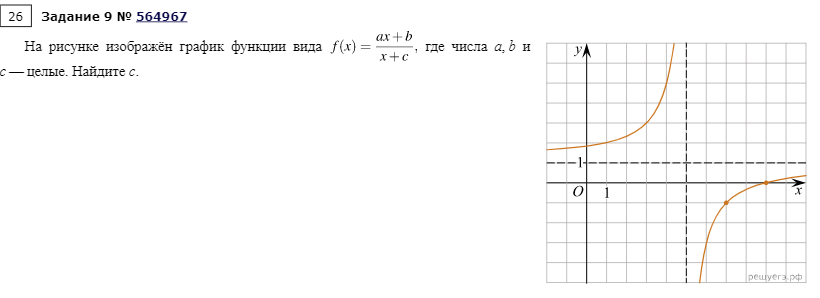 26 Задание 9 № 564967
На рисунке изображён график функции вида f(x) = (ax + b)/(x + c), где числа a, b и
c — целые. Найдите c.
y
1
O 1 x
решуегэ.рф